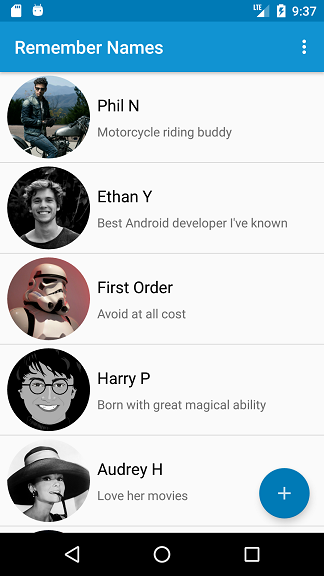 LTE 9:37
Remember Names
Phil N
Motorcycle riding buddy
Ethan Y
Best Android developer I've known
First Order
Avoid at all cost
Harry P
Born with great magical ability
Audrey H
Love her movies